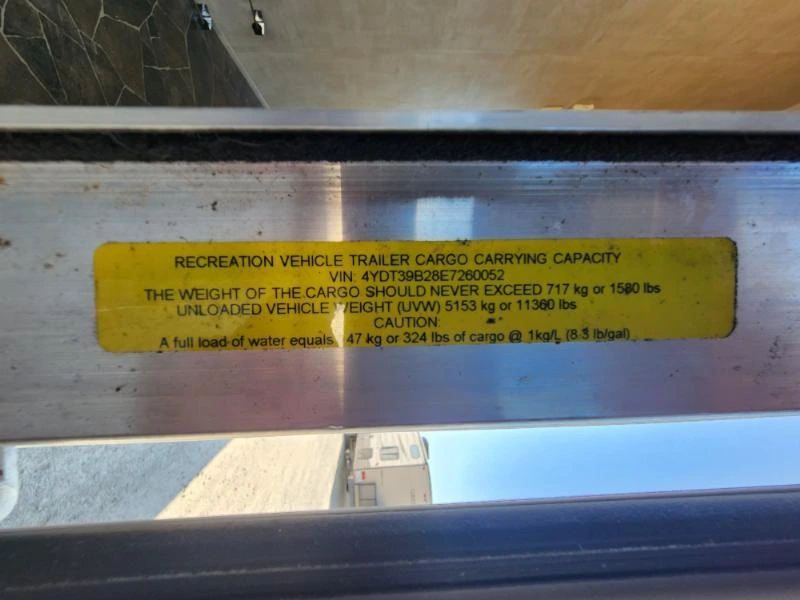 RECREATION VEHICLE TRAILER CARGO CARRYING CAPACITY
VIN: 4YDT39B28E7260052
THE WEIGHT OF THE CARGO SHOULD NEVER EXCEED 717 kg or 1580 lbs
UNLOADED VEHICLE WEIGHT (UVW) 5153 kg or 11360 lbs
CAUTION:
A full load of water equals 47 kg or 324 lbs of cargo @ 1kg/L (8.3 lb/gal)